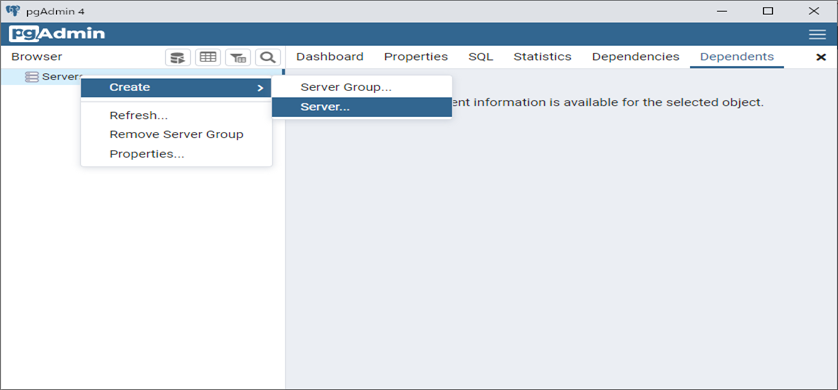 pgAdmin 4
pgAdmin
Browser
Dashboard Properties SQL Statistics Dependencies Dependents
Servers
Create
Server Group...
Server...
ent information is available for the selected object.
Refresh...
Remove Server Group
Properties...